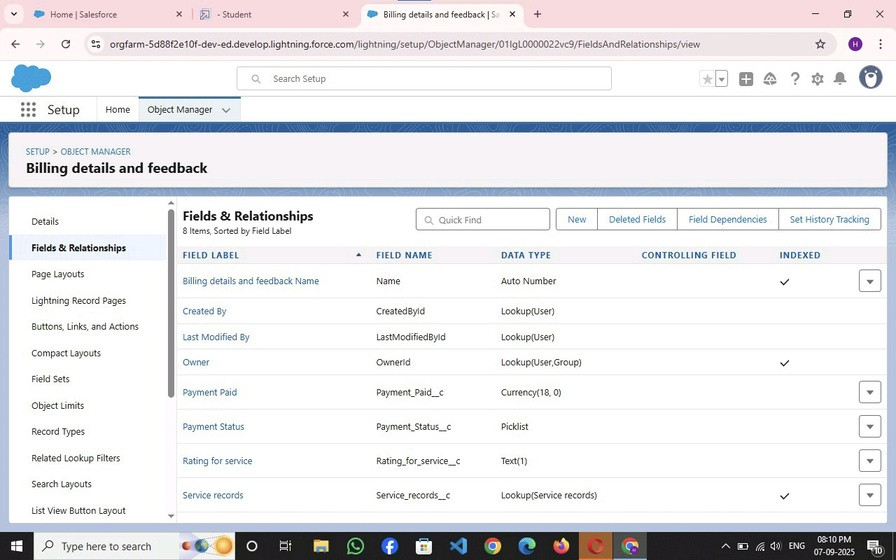 Home | Salesforce
- Student
Billing details and feedback | Sa
orgfarm-5d88f2e10f-dev-ed.develop.lightning.force.com/lightning/setup/ObjectManager/01IgL0000022vc9/FieldsAndRelationships/view
H
Search Setup
Setup
Home
Object Manager
SETUP > OBJECT MANAGER
Billing details and feedback
Details
Fields & Relationships
Page Layouts
Lightning Record Pages
Buttons, Links, and Actions
Compact Layouts
Field Sets
Object Limits
Record Types
Related Lookup Filters
Search Layouts
List View Button Layout
Fields & Relationships
8 Items, Sorted by Field Label
Quick Find
New
Deleted Fields
Field Dependencies
Set History Tracking
FIELD LABEL FIELD NAME DATA TYPE CONTROLLING FIELD INDEXED
Billing details and feedback Name Name Auto Number
Created By CreatedById Lookup(User)
Last Modified By LastModifiedById Lookup(User)
Owner OwnerId Lookup(User,Group)
Payment Paid Payment_Paid__c Currency(18, 0)
Payment Status Payment_Status__c Picklist
Rating for service Rating_for_service__c Text(1)
Service records Service_records__c Lookup(Service records)
Type here to search
ENG
08:10 PM
07-09-2025